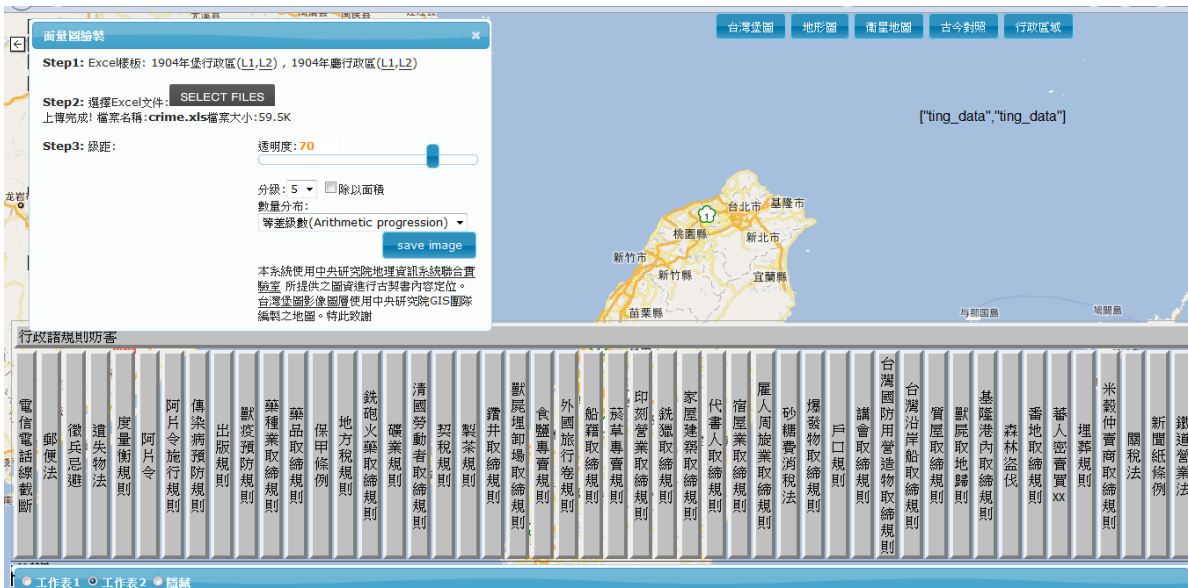 台灣堡圖 地形圖 衛星地圖 古今對照 行政區域
面量圖繪製
Step1: Excel樣板: 1904年堡行政區(L1,L2) , 1904年廳行政區(L1,L2)
Step2: 選擇Excel文件: SELECT FILES
上傳完成! 檔案名稱:crime.xls檔案大小:59.5K
Step3: 級距:
透明度:70
分級: 5
除以面積
數量分布:
等差級數(Arithmetic progression)
save image
本系統使用中央研究院地理資訊系統聯合實
驗室 所提供之圖資進行古契書內容定位。
台灣堡圖影像圖層使用中央研究院GIS團隊
編製之地圖。特此致謝
["ting_data","ting_data"]
龙岩
台北市
基隆市
1
桃園縣
新北市
新竹市
新竹縣
宜蘭縣
苗栗縣
与那国島
鳩間島
行政諸規則妨害
電信電話線截斷
郵便法
徵兵忌避
遺失物法
度量衡規則
阿片令
阿片令施行規則
傳染病預防規則
出版規則
獸疫預防規則
藥種業取締規則
藥品取締規則
保甲條例
地方稅規則
銃砲火藥取締規則
礦業規則
清國勞動者取締規則
契稅規則
製茶規則
鑽井取締規則
獸屍埋卸場取締規則
食鹽專賣規則
外國旅行卷規則
船籍取締規則
菸草專賣規則
印刻營業取締規則
銃獵取締規則
家屋建築取締規則
代書人取締規則
宿屋業取締規則
雇人周旋業取締規則
砂糖費消稅法
爆發物取締規則
戶口規則
講會取締規則
台灣國防用營造物取締規則
台灣沿岸船取締規則
質屋取締規則
獸屍取地歸則
基隆港內取締規則
森林盜伐
番地取締規則
蕃人密賣買xx
埋葬規則
米穀仲賣商取締規則
關稅法
新聞紙條例
鐵道營業法
工作表1 工作表2 隱藏